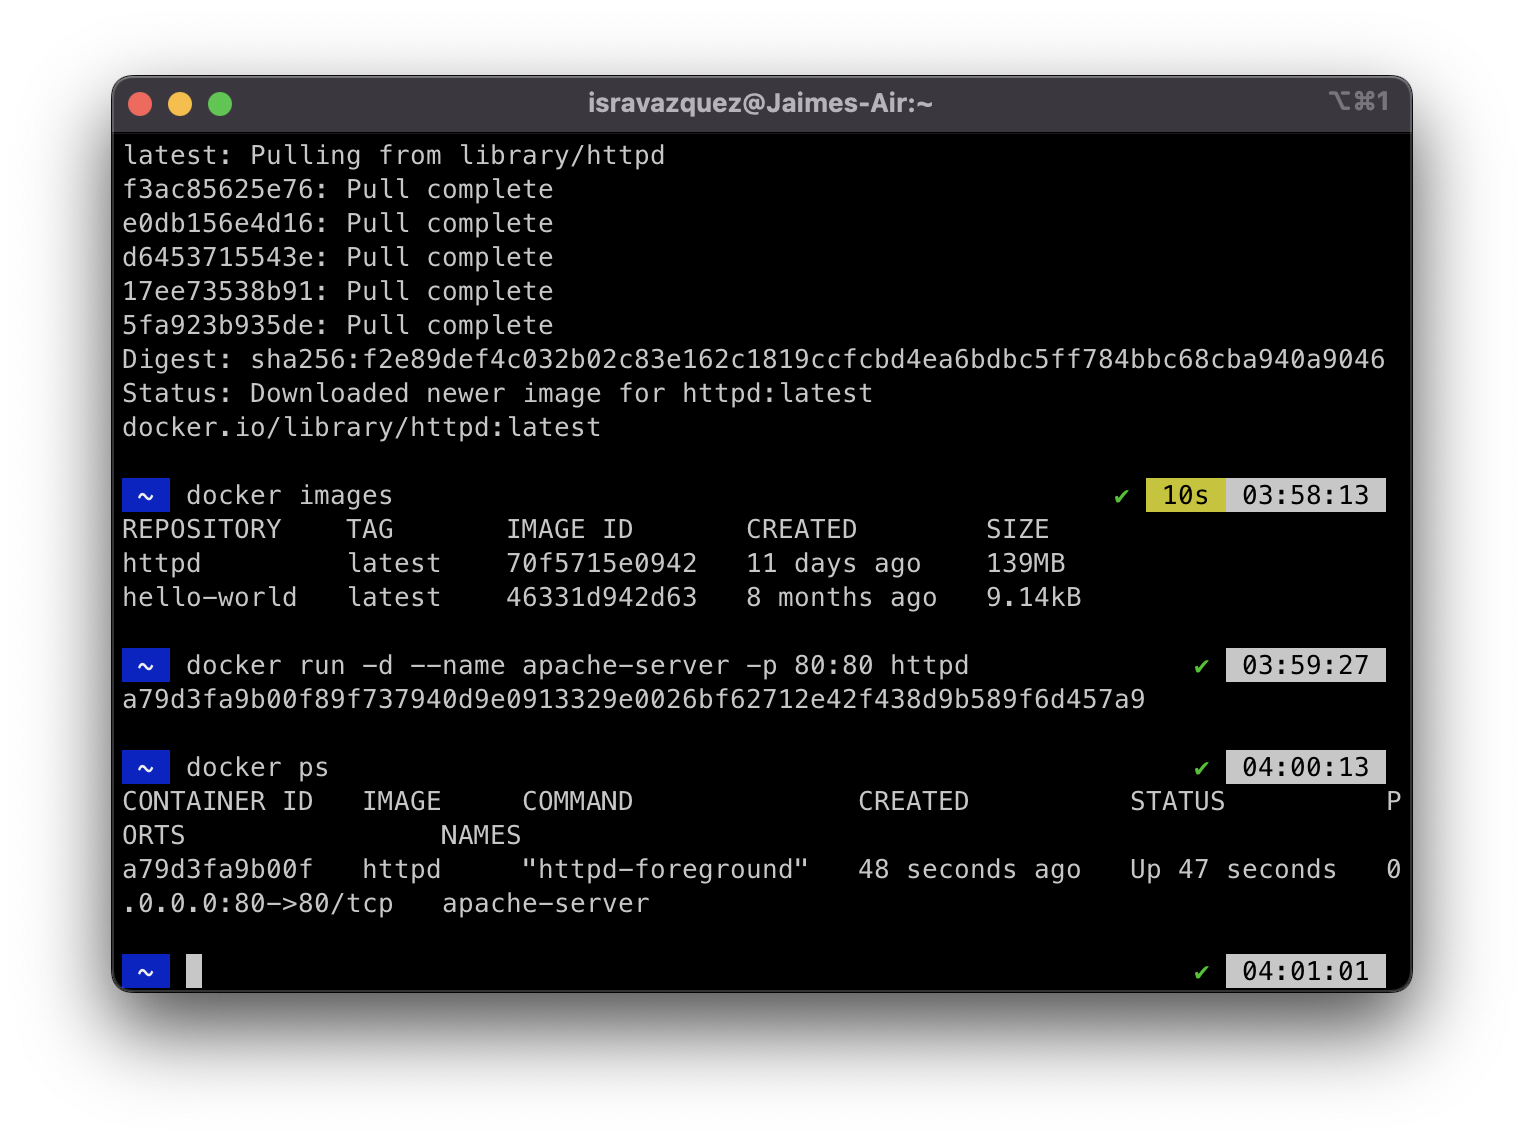 isravazquez@Jaimes-Air:~ ⌥⌘1
latest: Pulling from library/httpd
f3ac85625e76: Pull complete
e0db156e4d16: Pull complete
d6453715543e: Pull complete
17ee73538b91: Pull complete
5fa923b935de: Pull complete
Digest: sha256:f2e89def4c032b02c83e162c1819ccfcbd4ea6bdbc5ff784bbc68cba940a9046
Status: Downloaded newer image for httpd:latest
docker.io/library/httpd:latest
~ docker images ✔ 10s 03:58:13
REPOSITORY TAG IMAGE ID CREATED SIZE
httpd latest 70f5715e0942 11 days ago 139MB
hello-world latest 46331d942d63 8 months ago 9.14kB
~ docker run -d --name apache-server -p 80:80 httpd ✔ 03:59:27
a79d3fa9b00f89f737940d9e0913329e0026bf62712e42f438d9b589f6d457a9
~ docker ps ✔ 04:00:13
CONTAINER ID IMAGE COMMAND CREATED STATUS P
ORTS NAMES
a79d3fa9b00f httpd "httpd-foreground" 48 seconds ago Up 47 seconds 0
.0.0.0:80->80/tcp apache-server
~ ✔ 04:01:01